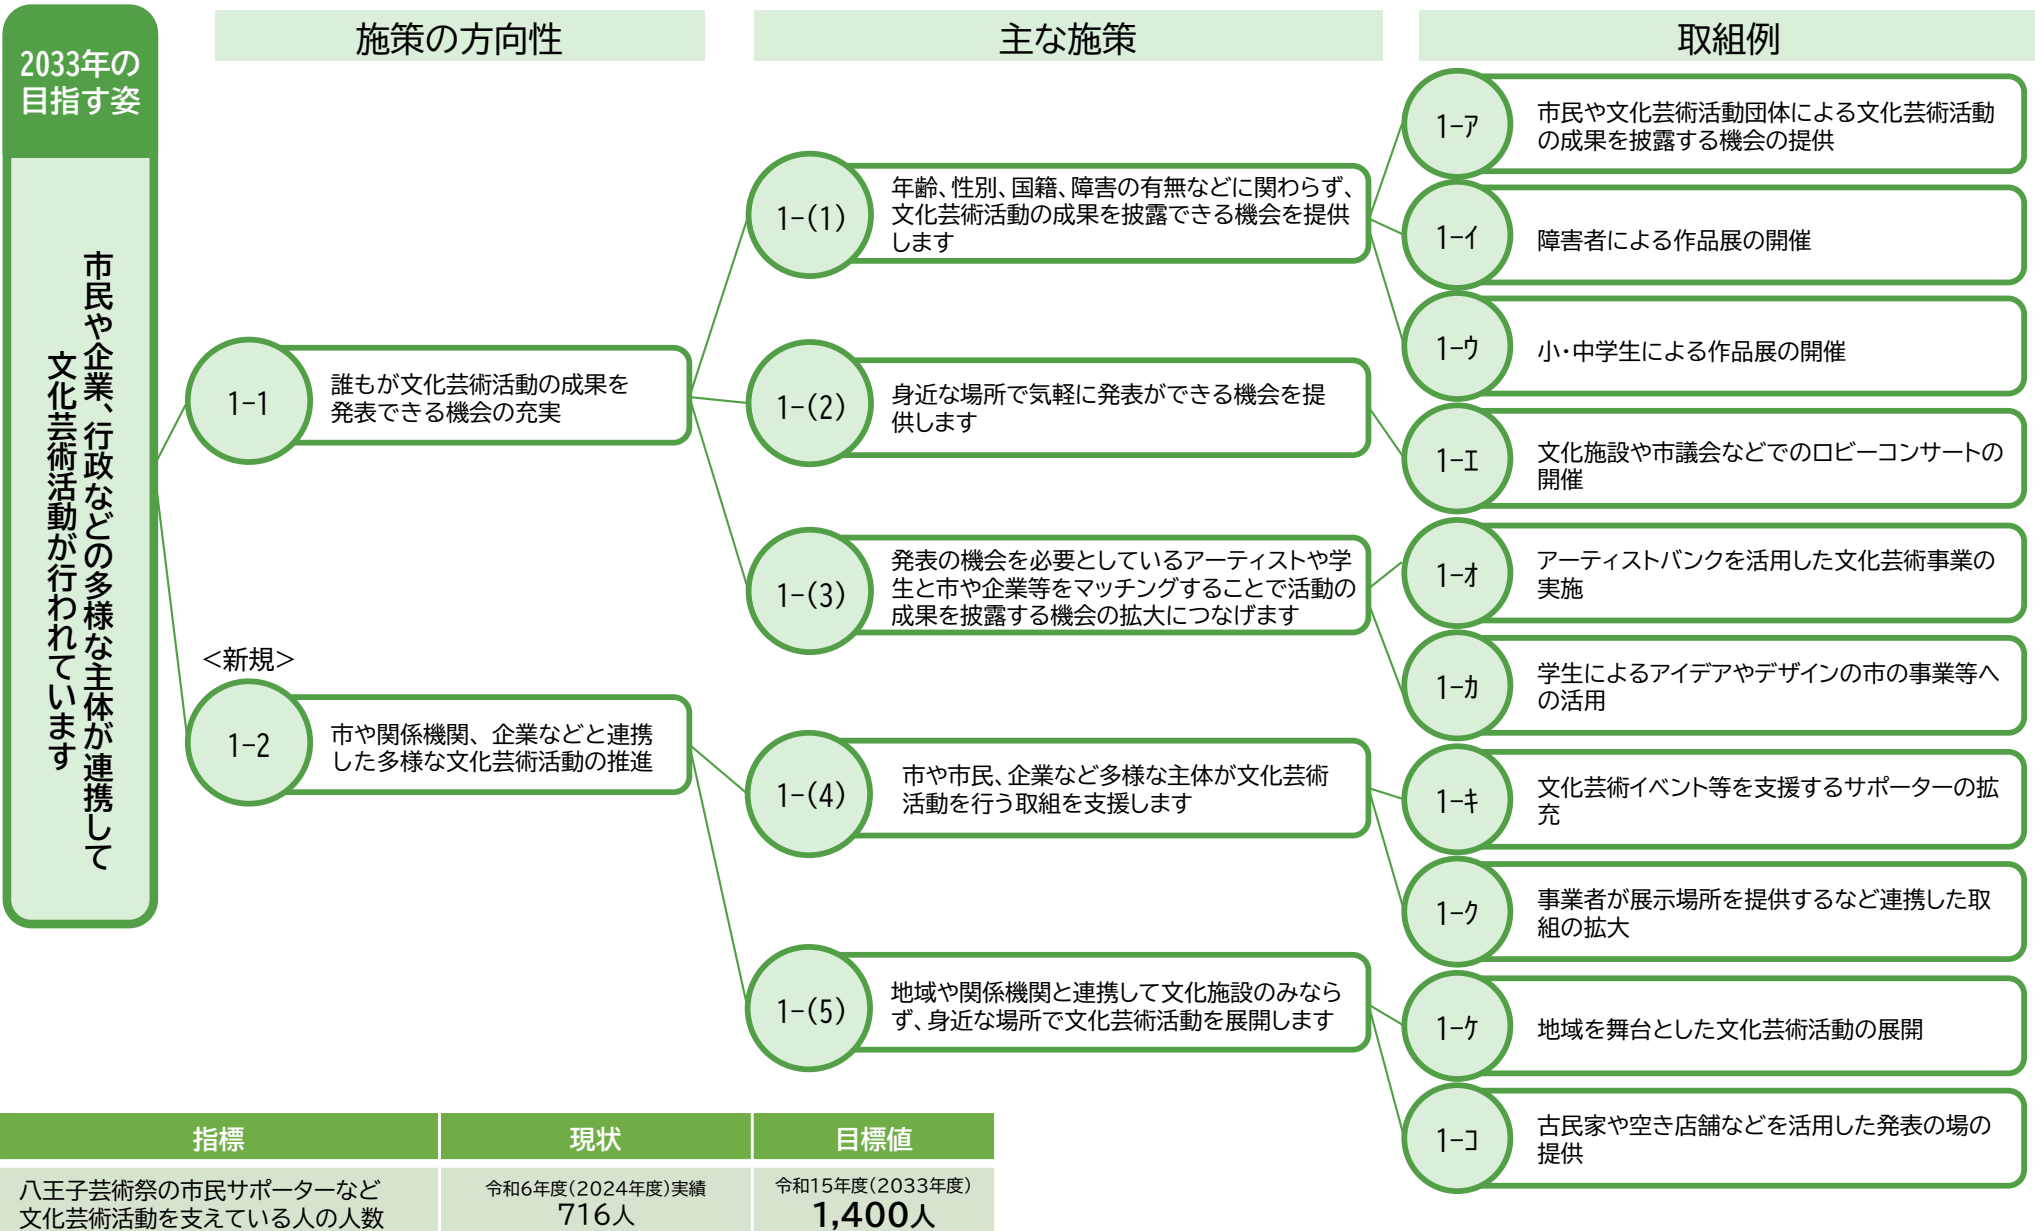 2033年の
目指す姿
市民や企業、行政などの多様な主体が連携して
文化芸術活動が行われています
施策の方向性
主な施策
取組例
1-1
誰もが文化芸術活動の成果を
発表できる機会の充実
<新規>
1-2
市や関係機関、企業などと連携
した多様な文化芸術活動の推進
1-(1)
年齢、性別、国籍、障害の有無などに関わらず、
文化芸術活動の成果を披露できる機会を提供
します
1-(2)
身近な場所で気軽に発表ができる機会を提
供します
1-(3)
発表の機会を必要としているアーティストや学
生と市や企業等をマッチングすることで活動の
成果を披露する機会の拡大につなげます
1-(4)
市や市民、企業など多様な主体が文化芸術
活動を行う取組を支援します
1-(5)
地域や関係機関と連携して文化施設のみなら
ず、身近な場所で文化芸術活動を展開します
1-ア
市民や文化芸術活動団体による文化芸術活動
の成果を披露する機会の提供
1-イ
障害者による作品展の開催
1-ウ
小・中学生による作品展の開催
1-エ
文化施設や市議会などでのロビーコンサートの
開催
1-オ
アーティストバンクを活用した文化芸術事業の
実施
1-カ
学生によるアイデアやデザインの市の事業等へ
の活用
1-キ
文化芸術イベント等を支援するサポーターの拡
充
1-ク
事業者が展示場所を提供するなど連携した取
組の拡大
1-ケ
地域を舞台とした文化芸術活動の展開
1-コ
古民家や空き店舗などを活用した発表の場の
提供
指標
現状
目標値
八王子芸術祭の市民サポーターなど
文化芸術活動を支えている人の人数
令和6年度(2024年度)実績
716人
令和15年度(2033年度)
1,400人